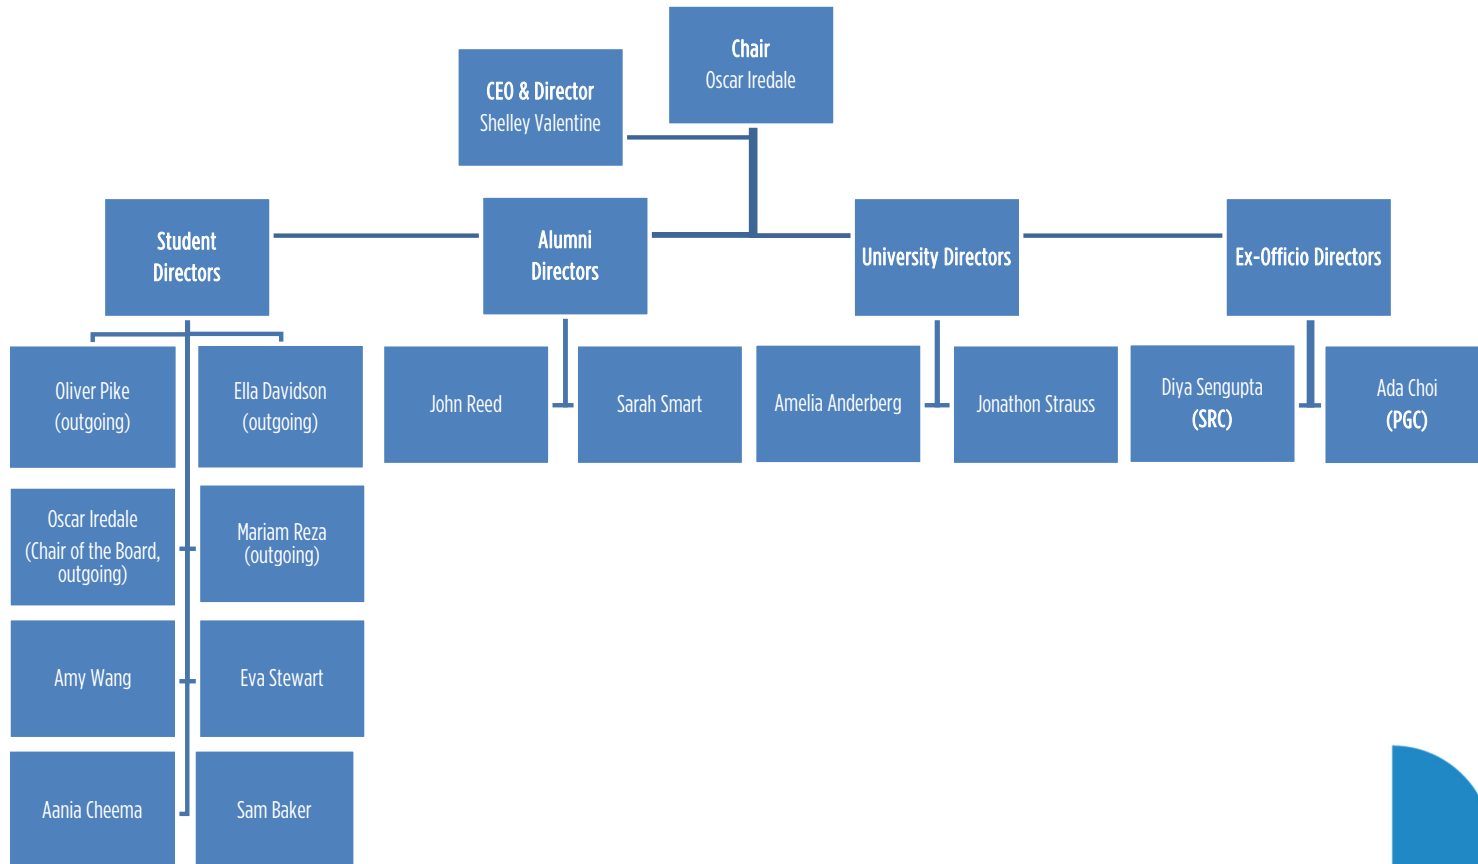 Chair
Oscar Iredale
CEO & Director
Shelley Valentine
Student
Directors
Alumni
Directors
University Directors
Ex-Officio Directors
Oliver Pike
(outgoing)
Ella Davidson
(outgoing)
John Reed
Sarah Smart
Amelia Anderberg
Jonathon Strauss
Diya Sengupta
(SRC)
Ada Choi
(PGC)
Oscar Iredale
(Chair of the Board,
outgoing)
Mariam Reza
(outgoing)
Amy Wang
Eva Stewart
Aania Cheema
Sam Baker